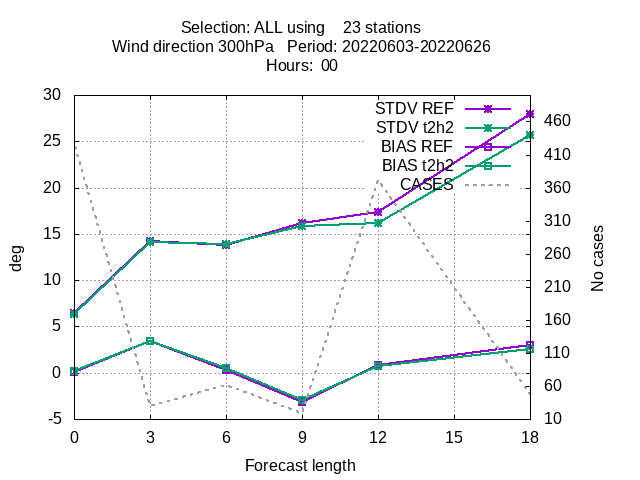 Selection: ALL using    23 stations
Wind direction 300hPa   Period: 20220603-20220626
Hours:  00
STDV REF
STDV t2h2
BIAS REF
BIAS t2h2
CASES
30
25
20
15
10
5
0
-5
deg
460
410
360
310
260
210
160
110
60
10
No cases
0 3 6 9 12 15 18
Forecast length